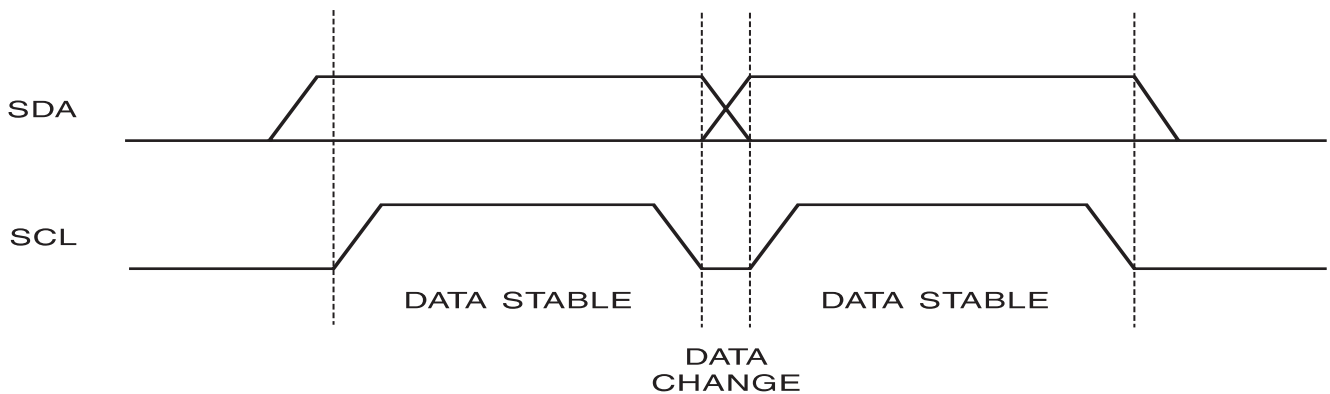 SDA
SCL
DATA STABLE
DATA STABLE
DATA
CHANGE